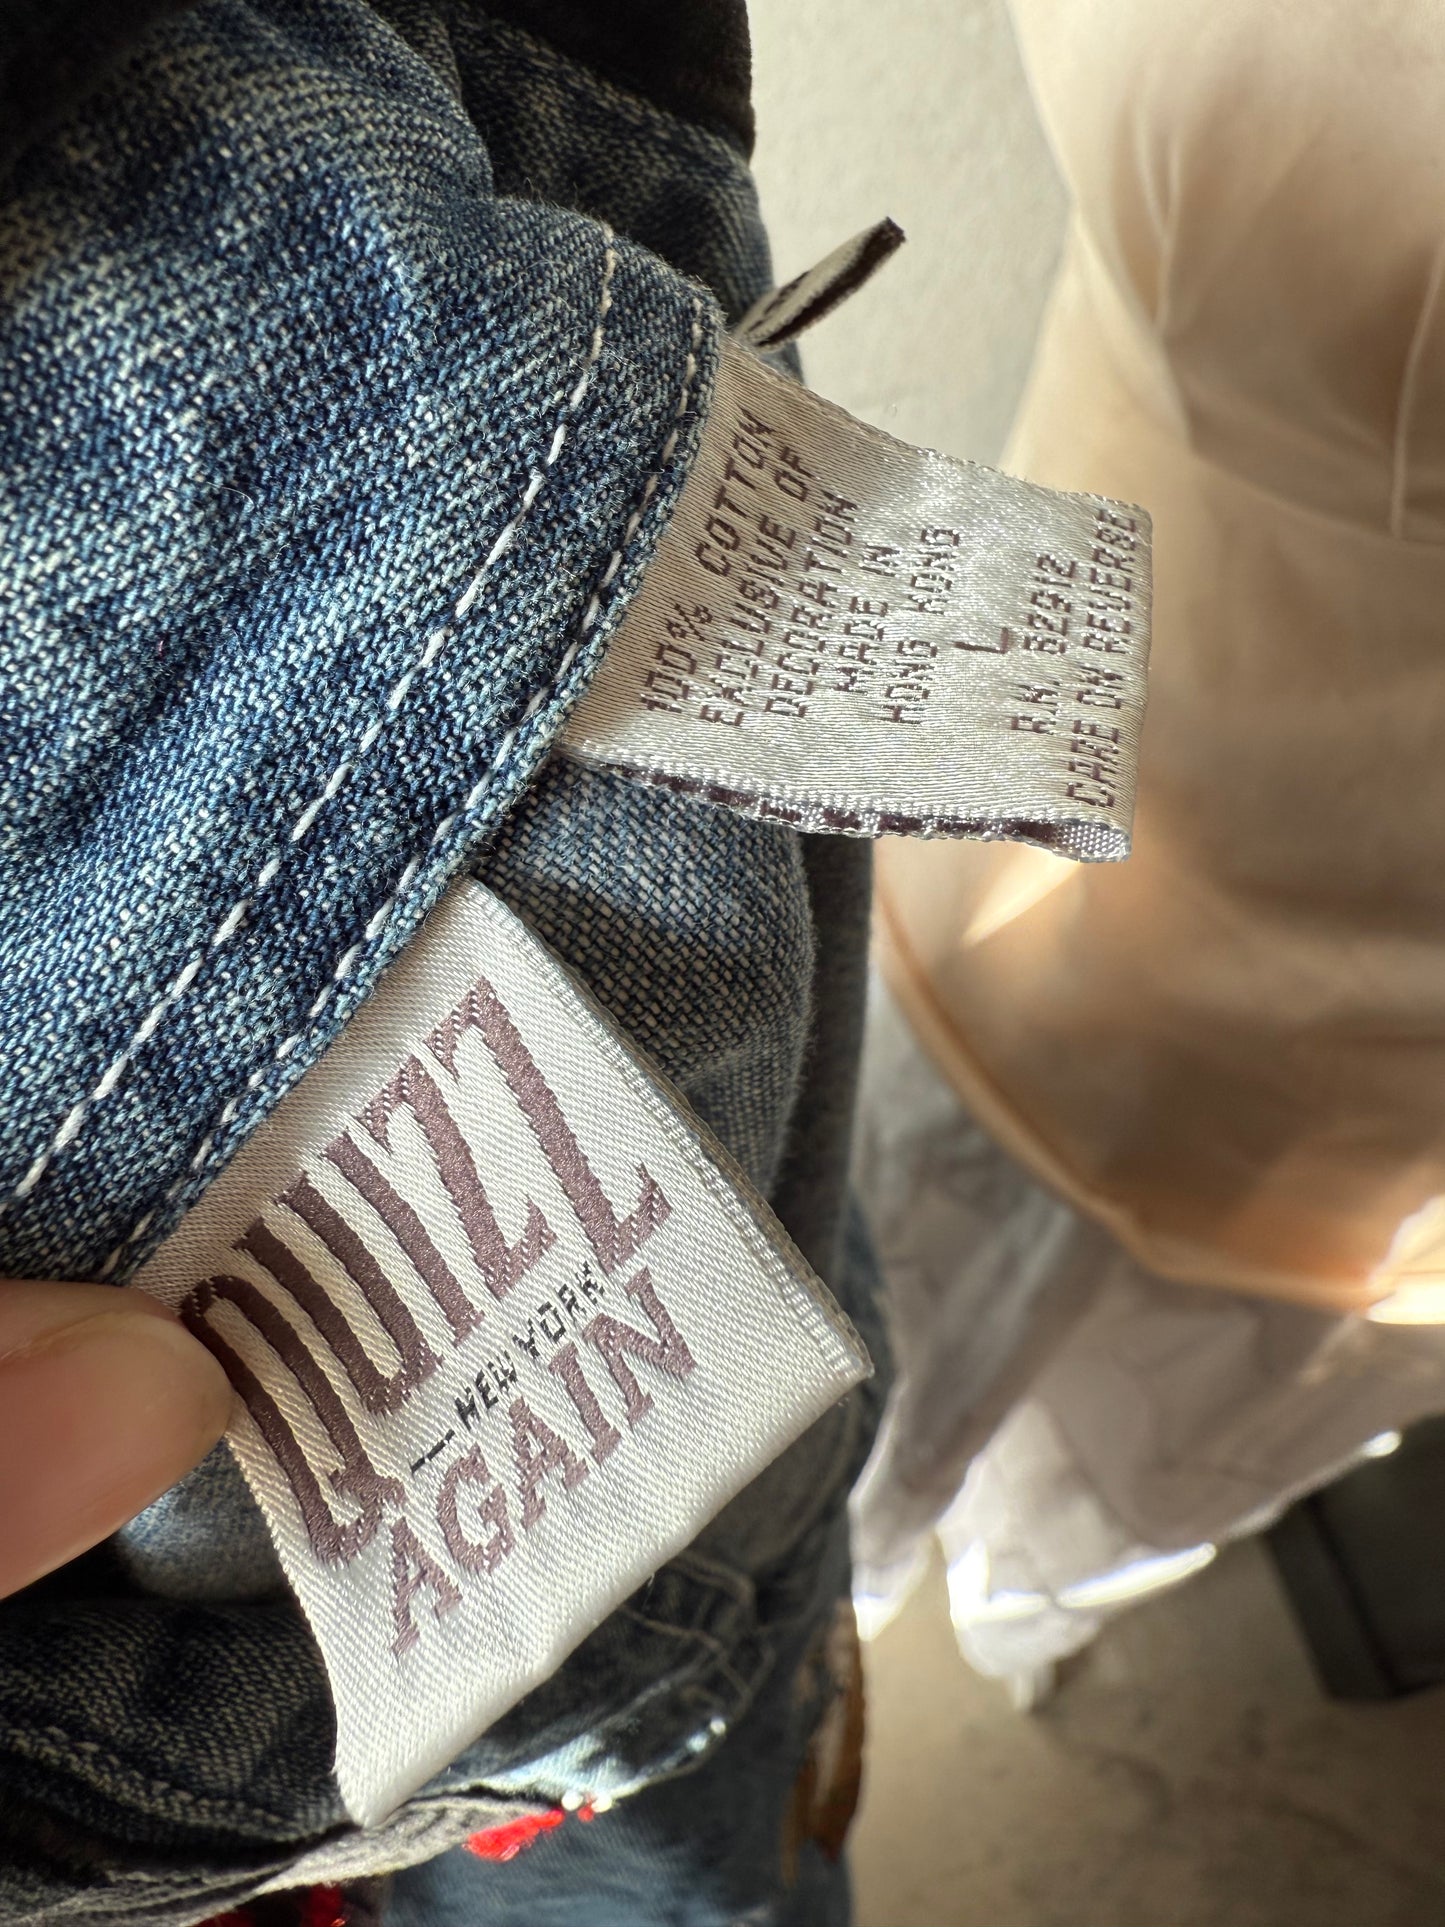 100% COTTON
EXCLUSIVE OF
DECORATION
MADE IN
HONG KONG
L
R.N. 82912
CARE ON REVERSE
QUIZZ
—NEW YORK
AGAIN